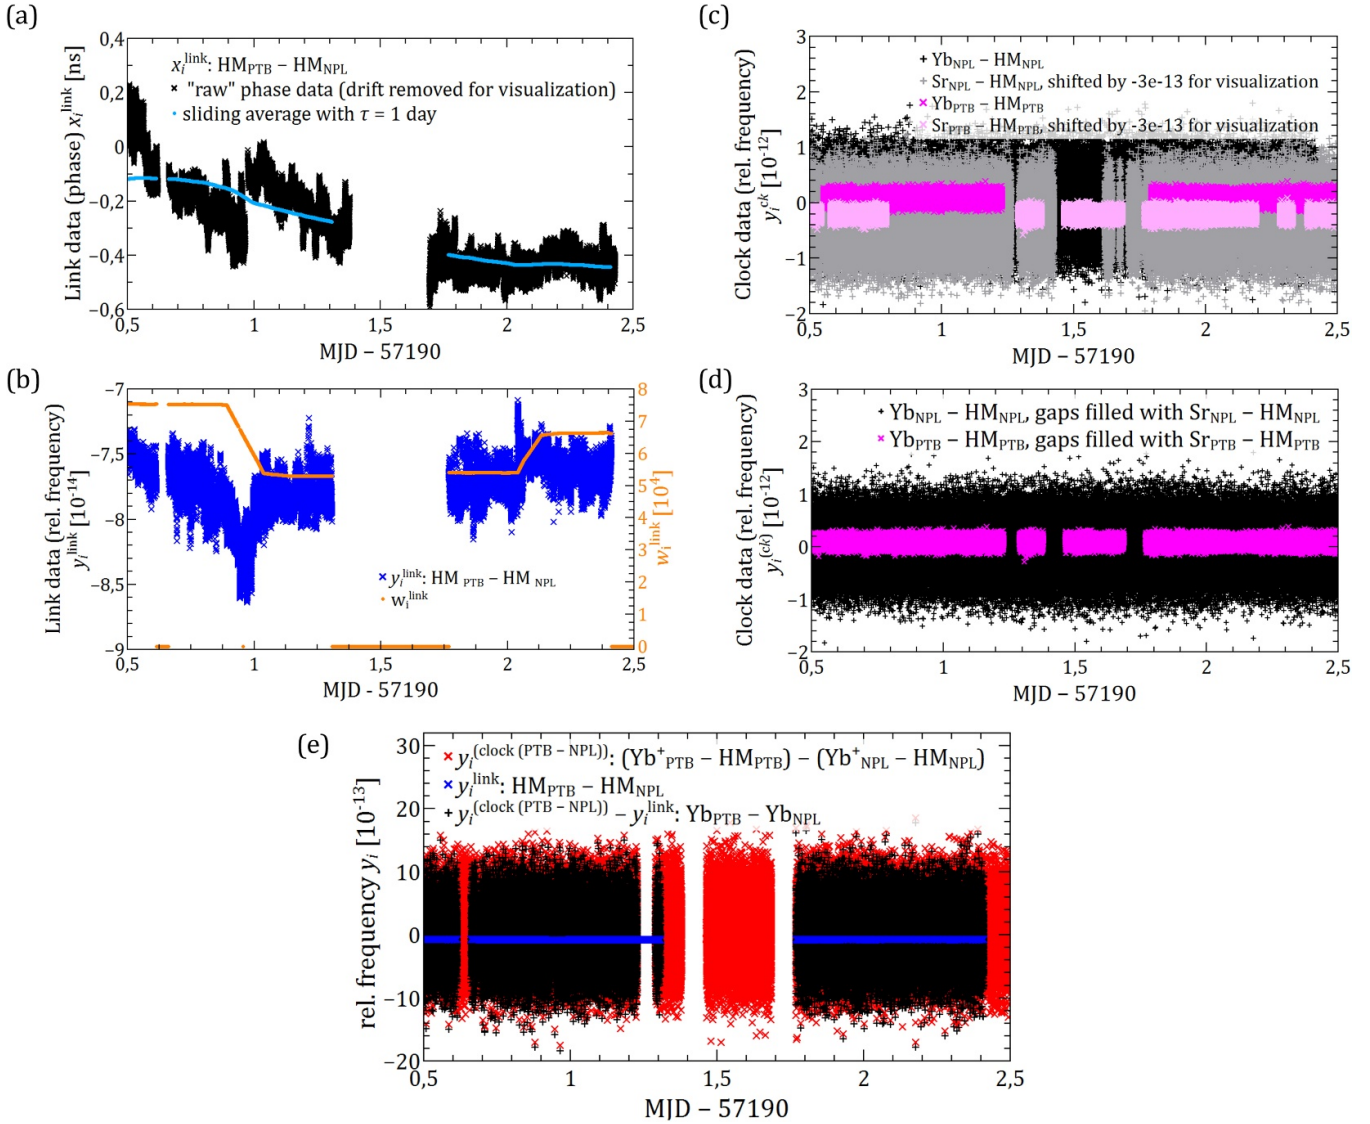 (a)
0,4
0,2
0
−0,2
−0,4
−0,6
Link data (phase) x_i^link [ns]
x_i^link: HM_PTB − HM_NPL
"raw" phase data (drift removed for visualization)
sliding average with τ = 1 day
0,5 1 1,5 2 2,5
MJD − 57190
(b)
−7
−7,5
−8
−8,5
−9
Link data (rel. frequency)
y_i^link [10^-14]
8
7
6
5
4
3
2
1
0
w_i^link [10^4]
y_i^link: HM_PTB − HM_NPL
w_i^link
0,5 1 1,5 2 2,5
MJD - 57190
(c)
3
2
1
0
−1
−2
Clock data (rel. frequency)
y_i^ck [10^-12]
Yb_NPL − HM_NPL
Sr_NPL − HM_NPL, shifted by -3e-13 for visualization
Yb_PTB − HM_PTB
Sr_PTB − HM_PTB, shifted by -3e-13 for visualization
0,5 1 1,5 2 2,5
MJD − 57190
(d)
3
2
1
0
−1
−2
Clock data (rel. frequency)
y_i^(ck) [10^-12]
Yb_NPL − HM_NPL, gaps filled with Sr_NPL − HM_NPL
Yb_PTB − HM_PTB, gaps filled with Sr_PTB − HM_PTB
0,5 1 1,5 2 2,5
MJD − 57190
(e)
30
20
10
0
−10
−20
rel. frequency y_i [10^-13]
y_i^(clock (PTB − NPL)): (Yb^+_PTB − HM_PTB) − (Yb^+_NPL − HM_NPL)
y_i^link: HM_PTB − HM_NPL
y_i^(clock (PTB − NPL)) − y_i^link: Yb_PTB − Yb_NPL
0,5 1 1,5 2 2,5
MJD − 57190